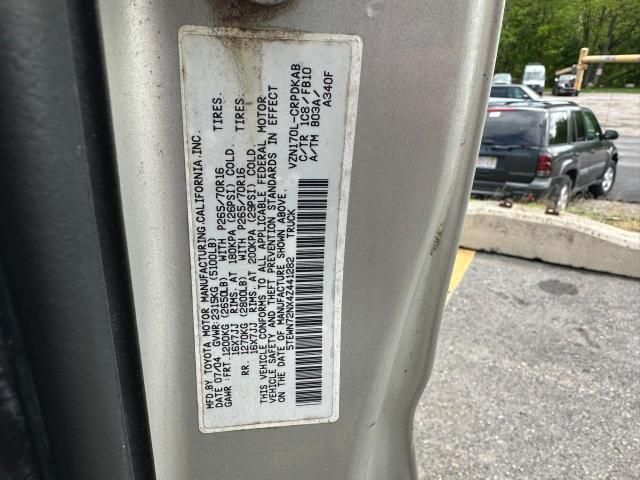 MFD.BY TOYOTA MOTOR MANUFACTURING,CALIFORNIA,INC.
DATE 07/04 GVWR:2315KG (5100LB)
GAWR :FRT.1200KG (2650LB) WITH P265/70R16 TIRES.
16X7JJ RIMS, AT 180KPA (26PSI) COLD.
RR. 1270KG (2800LB) WITH P265/70R16 TIRES.
16X7JJ RIMS, AT 200KPA (29PSI) COLD.
THIS VEHICLE CONFORMS TO ALL APPLICABLE FEDERAL MOTOR
VEHICLE SAFETY AND THEFT PREVENTION STANDARDS IN EFFECT
ON THE DATE OF MANUFACTURE SHOWN ABOVE.
5TEWN72NX4Z441282 TRUCK
VZN170L-CRPDKAB
C/TR 1C8/FB10
A/TM B03A/
A340F